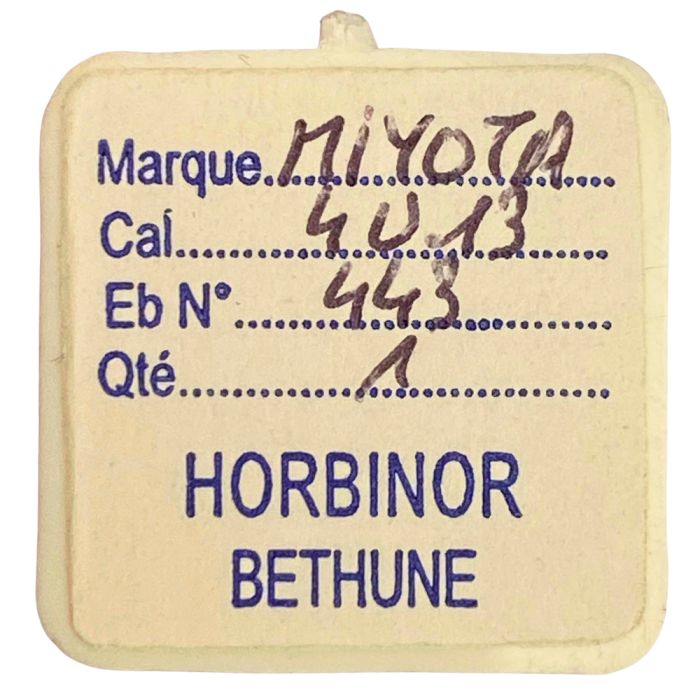 Marque MIYOTA
Cal 4U13
Eb N° 443
Qté 1
HORBINOR
BETHUNE